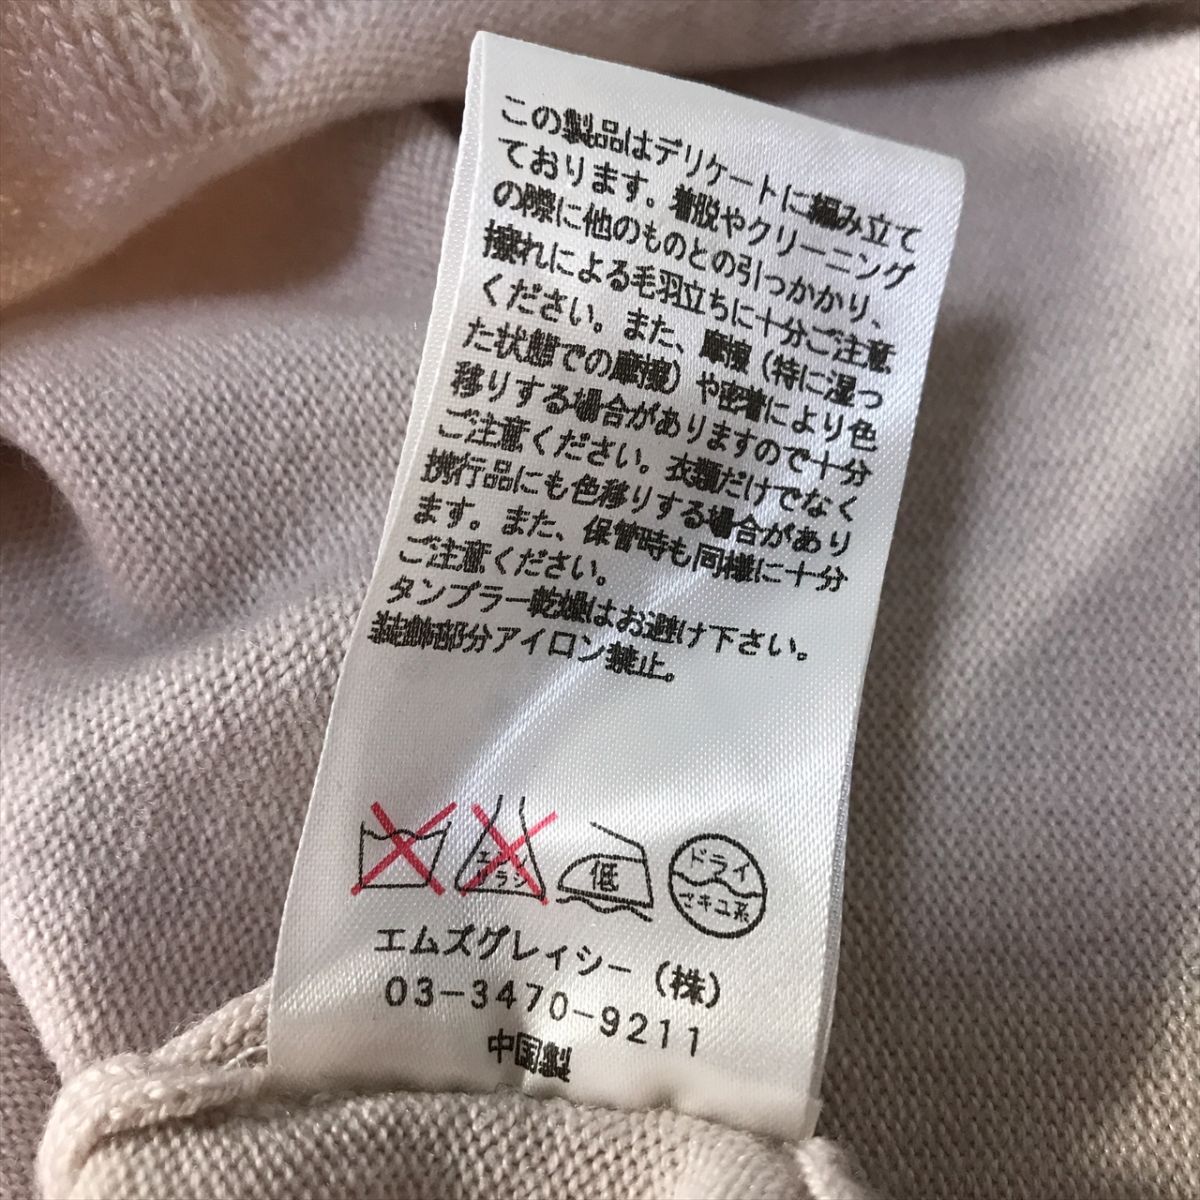 この製品はデリケートに編み立て
ております。着脱やクリーニング
の際に他のものとの引っかかり、
擦れによる毛羽立ちに十分ご注意
ください。また、摩擦（特に湿っ
た状態での摩擦）や密着により色
移りする場合がありますので十分
ご注意ください。衣類だけでなく
携行品にも色移りする場合があり
ます。また、保管時も同様に十分
ご注意ください。
タンブラー乾燥はお避け下さい。
装飾部分アイロン禁止。
エンソ
サラシ
低
ドライ
セキユ系
エムズグレイシー（株）
03-3470-9211
中国製